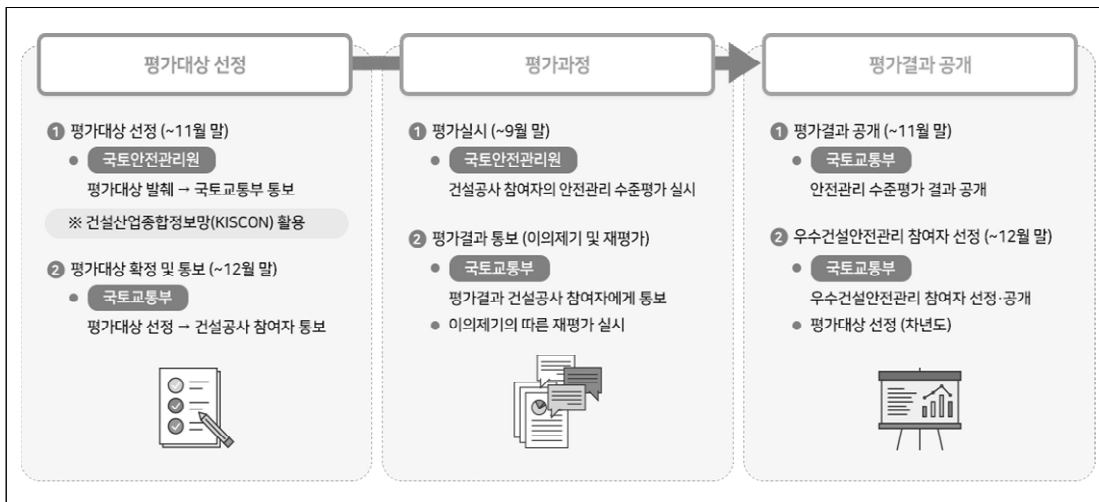 평가대상 선정
❶ 평가대상 선정 (~11월 말)
● 국토안전관리원
평가대상 발췌 → 국토교통부 통보
※ 건설산업종합정보망(KISCON) 활용
❷ 평가대상 확정 및 통보 (~12월 말)
● 국토교통부
평가대상 선정 → 건설공사 참여자 통보
평가과정
❶ 평가실시 (~9월 말)
● 국토안전관리원
건설공사 참여자의 안전관리 수준평가 실시
❷ 평가결과 통보 (이의제기 및 재평가)
● 국토교통부
평가결과 건설공사 참여자에게 통보
● 이의제기의 따른 재평가 실시
평가결과 공개
❶ 평가결과 공개 (~11월 말)
● 국토교통부
안전관리 수준평가 결과 공개
❷ 우수건설안전관리 참여자 선정 (~12월 말)
● 국토교통부
우수건설안전관리 참여자 선정·공개
● 평가대상 선정 (차년도)